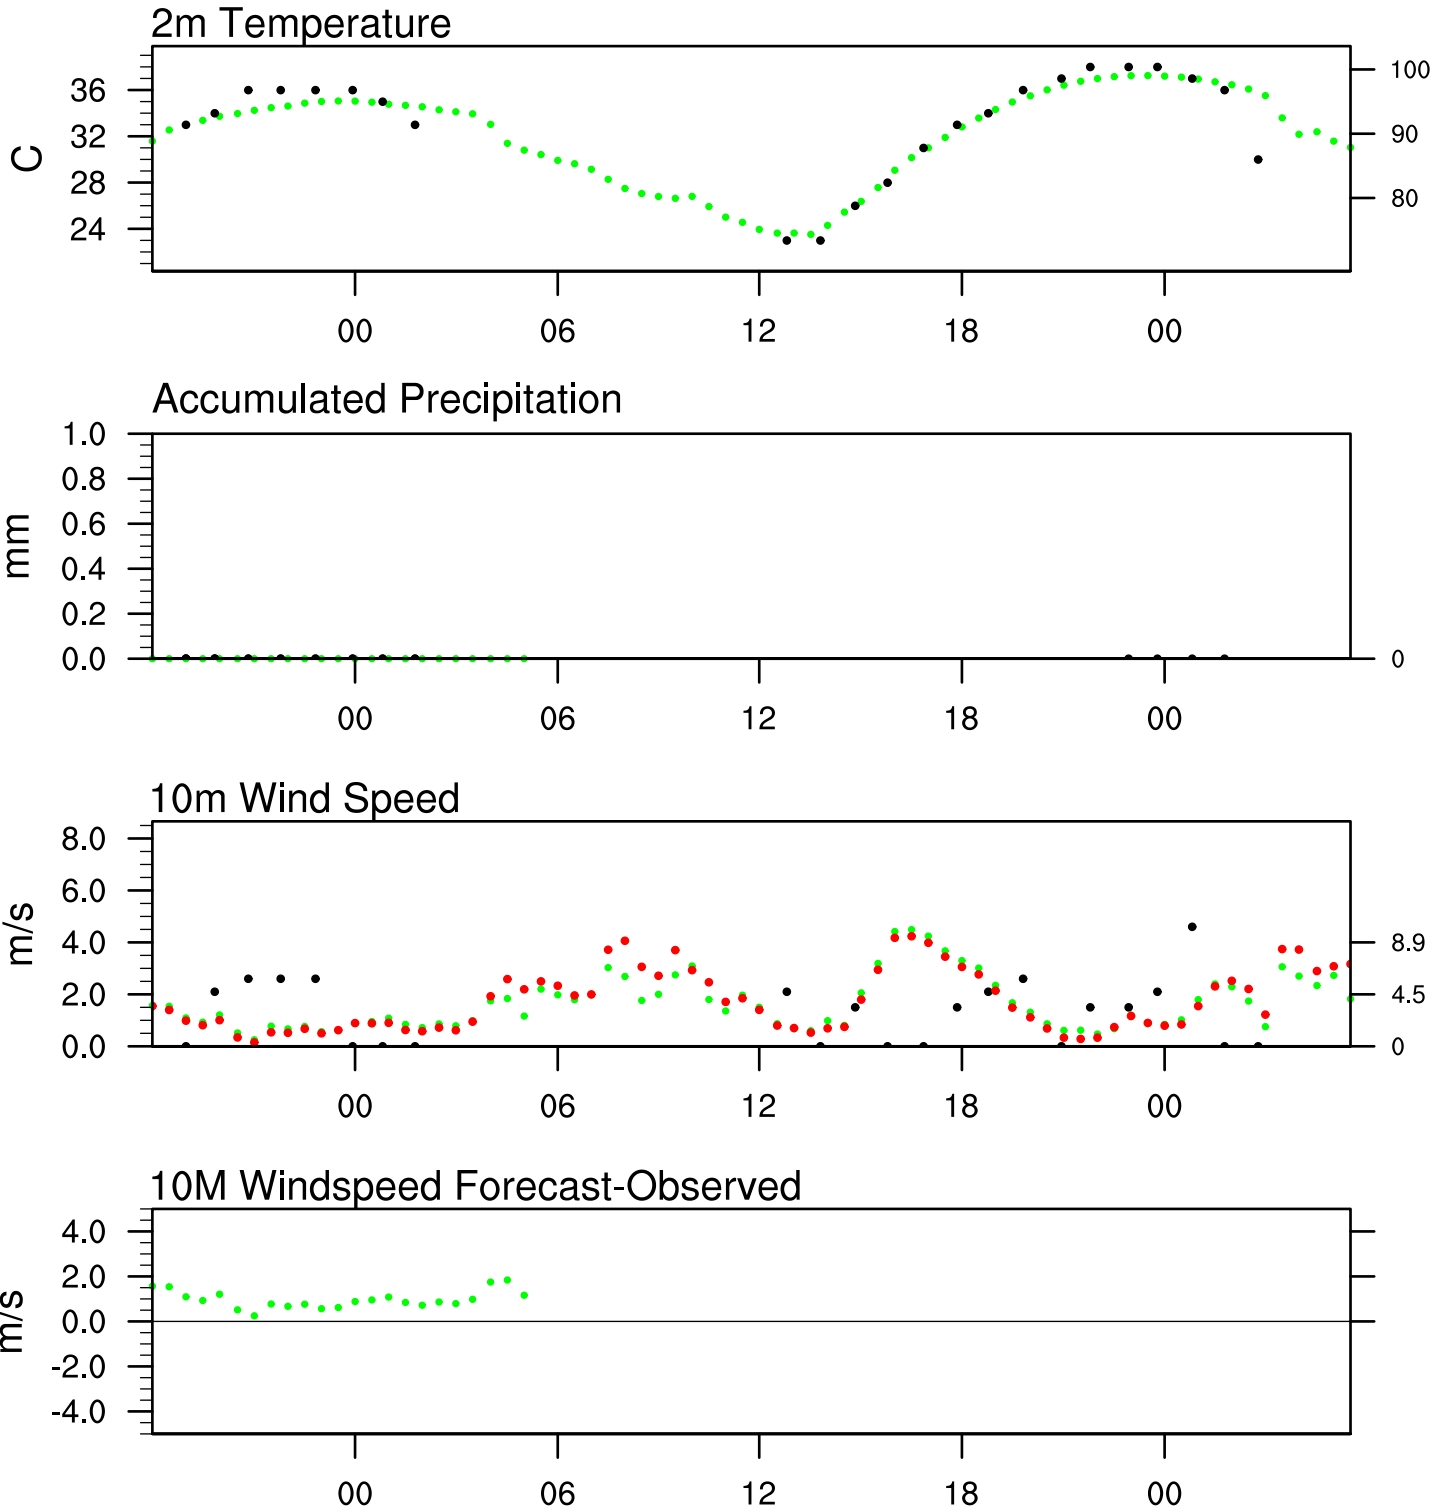 2m Temperature
36
32
28
24
C
100
90
80
00 06 12 18 00
Accumulated Precipitation
1.0
0.8
0.6
0.4
0.2
0.0
mm
0
00 06 12 18 00
10m Wind Speed
8.0
6.0
4.0
2.0
0.0
m/s
8.9
4.5
0
00 06 12 18 00
10M Windspeed Forecast-Observed
4.0
2.0
0.0
-2.0
-4.0
m/s
00 06 12 18 00